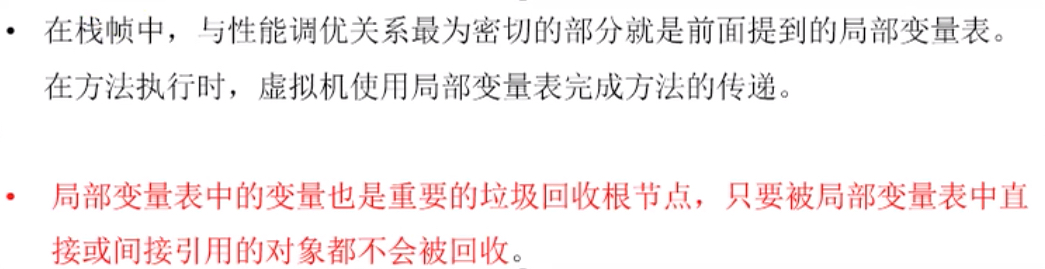 • 在栈帧中，与性能调优关系最为密切的部分就是前面提到的局部变量表。
在方法执行时，虚拟机使用局部变量表完成方法的传递。
• 局部变量表中的变量也是重要的垃圾回收根节点，只要被局部变量表中直
接或间接引用的对象都不会被回收。